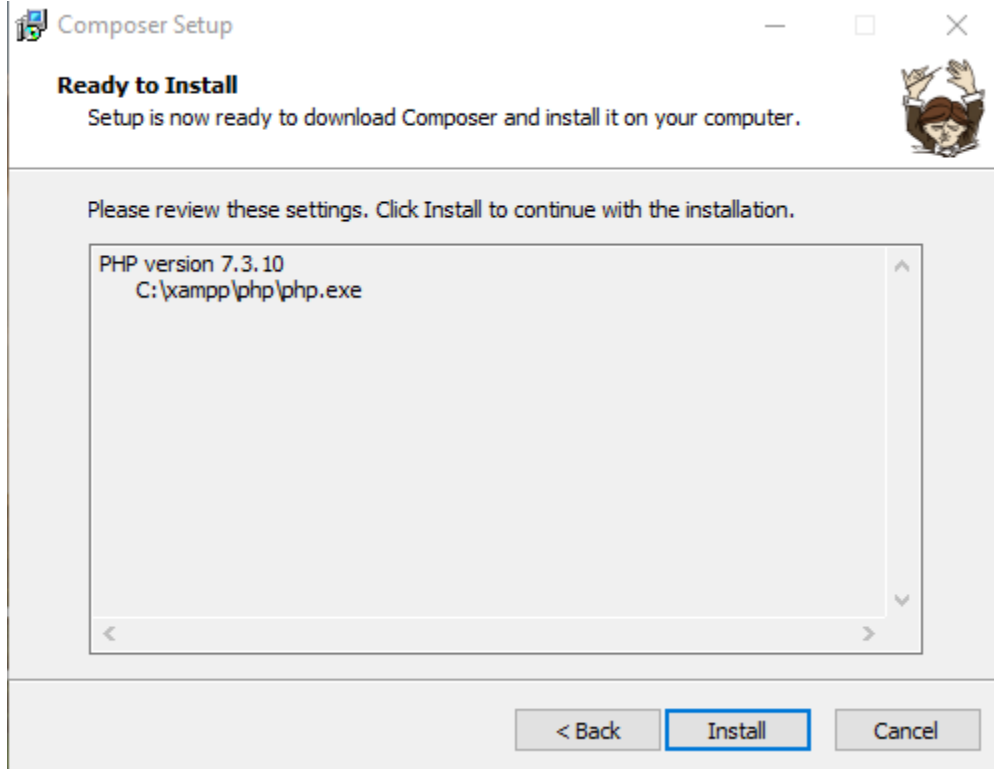 Composer Setup
Ready to Install
Setup is now ready to download Composer and install it on your computer.
Please review these settings. Click Install to continue with the installation.
PHP version 7.3.10
C:\xampp\php\php.exe
< Back
Install
Cancel